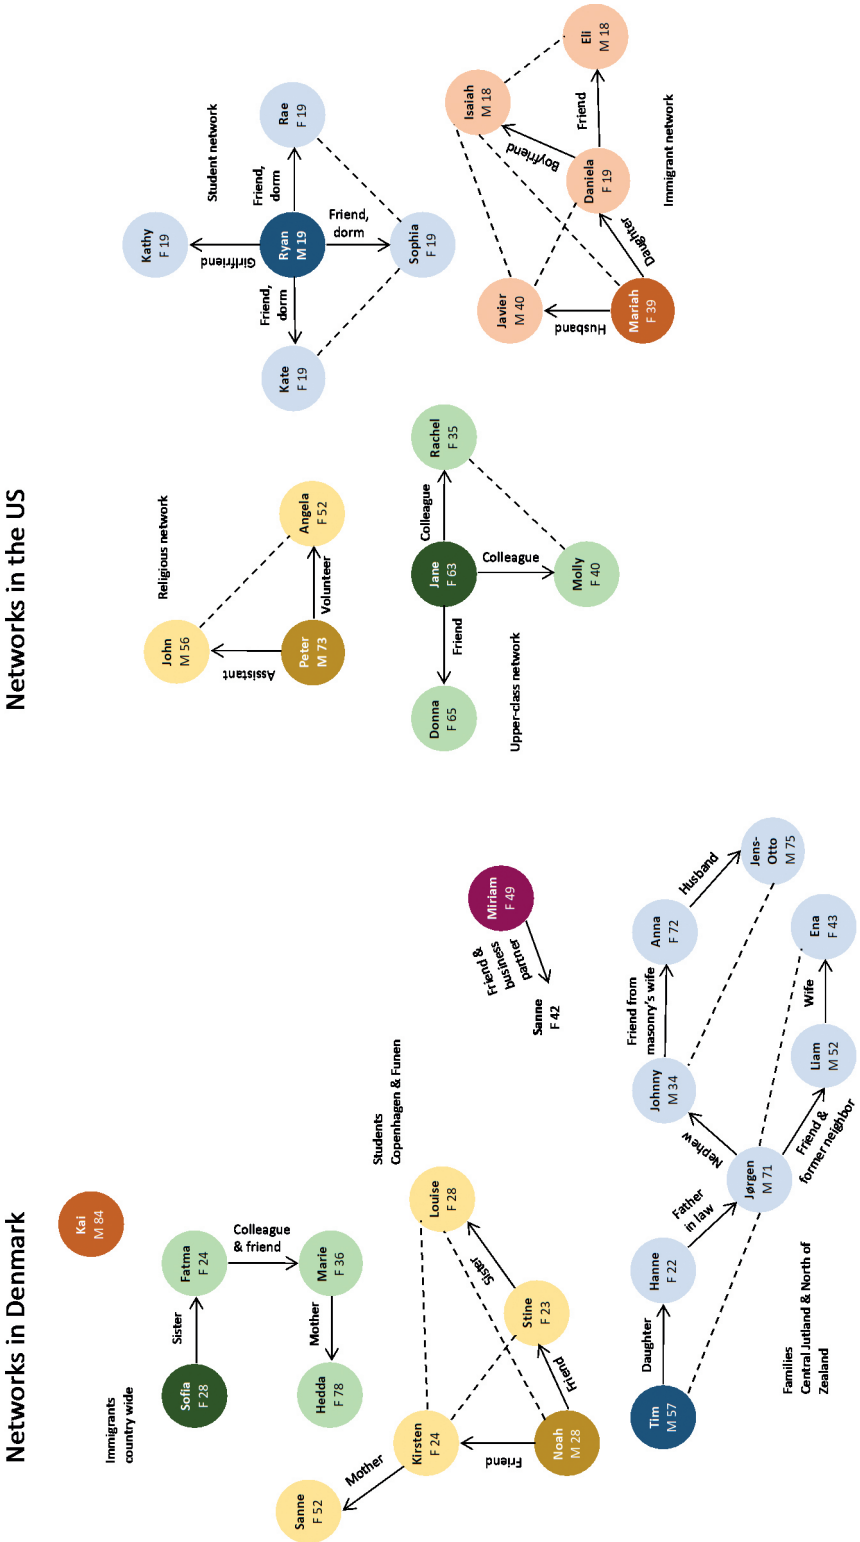 Networks in Denmark
Kai
M 84
Immigrants
country wide
Sofia
F 28
Sister
Fatma
F 24
Colleague
& friend
Marie
F 36
Mother
Hedda
F 78
Students
Copenhagen & Funen
Sanne
F 52
Mother
Kirsten
F 24
Friend
Noah
M 28
Friend
Stine
F 23
Sister
Louise
F 28
Miriam
F 49
Friend &
business
partner
Sanne
F 42
Tim
M 57
Daughter
Hanne
F 22
Father
in law
Jørgen
M 71
Nephew
Johnny
M 34
Friend from
masonry's wife
Anna
F 72
Husband
Jens-
Otto
M 75
Friend &
former neighbor
Liam
M 52
Wife
Ena
F 43
Families
Central Jutland & North of
Zealand
Networks in the US
Religious network
John
M 56
Assistant
Peter
M 73
Volunteer
Angela
F 52
Student network
Kathy
F 19
Girlfriend
Ryan
M 19
Friend,
dorm
Rae
F 19
Friend,
dorm
Kate
F 19
Friend,
dorm
Sophia
F 19
Donna
F 65
Friend
Jane
F 63
Colleague
Rachel
F 35
Colleague
Molly
F 40
Upper-class network
Javier
M 40
Husband
Mariah
F 39
Daughter
Daniela
F 19
Boyfriend
Isaiah
M 18
Friend
Eli
M 18
Immigrant network